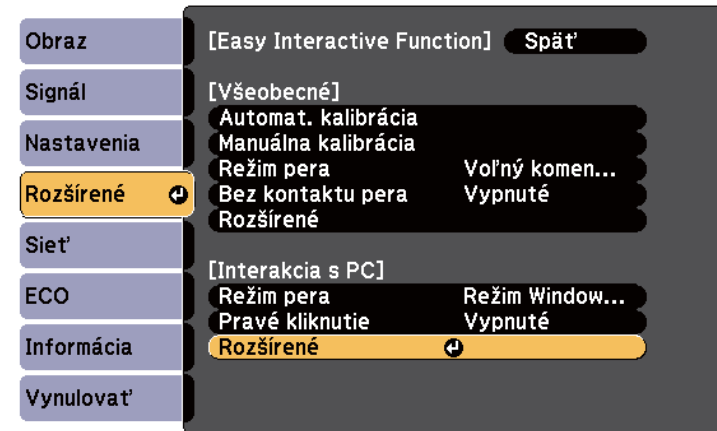 Obraz
Signál
Nastavenia
Rozšírené
Sieť
ECO
Informácia
Vynulovať
[Easy Interactive Function] Späť
[Všeobecné]
Automat. kalibrácia
Manuálna kalibrácia
Režim pera Voľný komen...
Bez kontaktu pera Vypnuté
Rozšírené
[Interakcia s PC]
Režim pera Režim Window...
Pravé kliknutie Vypnuté
Rozšírené